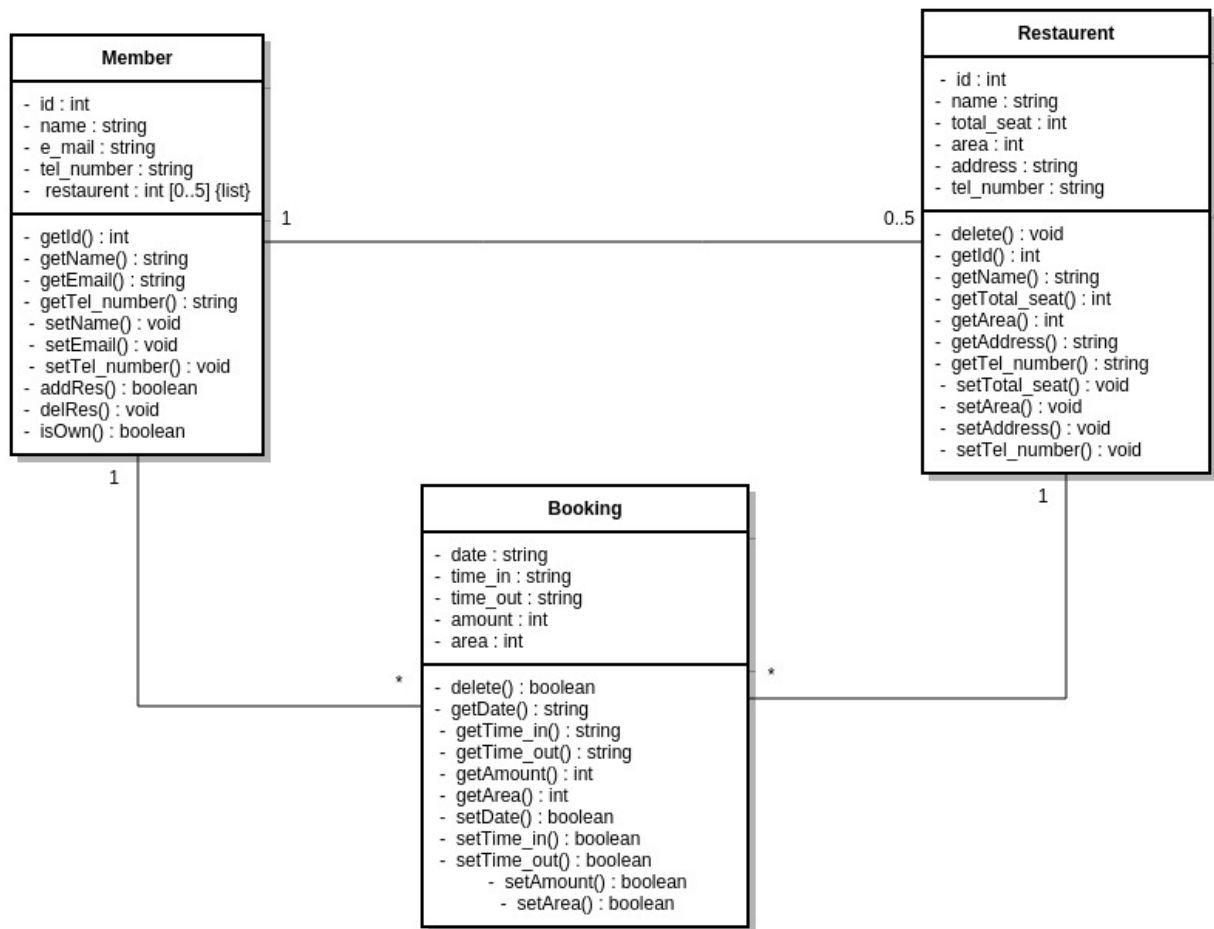 Member
- id : int
- name : string
- e_mail : string
- tel_number : string
- restaurent : int [0..5] {list}
- getId() : int
- getName() : string
- getEmail() : string
- getTel_number() : string
- setName() : void
- setEmail() : void
- setTel_number() : void
- addRes() : boolean
- delRes() : void
- isOwn() : boolean
1
0..5
Restaurent
- id : int
- name : string
- total_seat : int
- area : int
- address : string
- tel_number : string
- delete() : void
- getId() : int
- getName() : string
- getTotal_seat() : int
- getArea() : int
- getAddress() : string
- getTel_number() : string
- setTotal_seat() : void
- setArea() : void
- setAddress() : void
- setTel_number() : void
1
1
*
*
Booking
- date : string
- time_in : string
- time_out : string
- amount : int
- area : int
- delete() : boolean
- getDate() : string
- getTime_in() : string
- getTime_out() : string
- getAmount() : int
- getArea() : int
- setDate() : boolean
- setTime_in() : boolean
- setTime_out() : boolean
- setAmount() : boolean
- setArea() : boolean